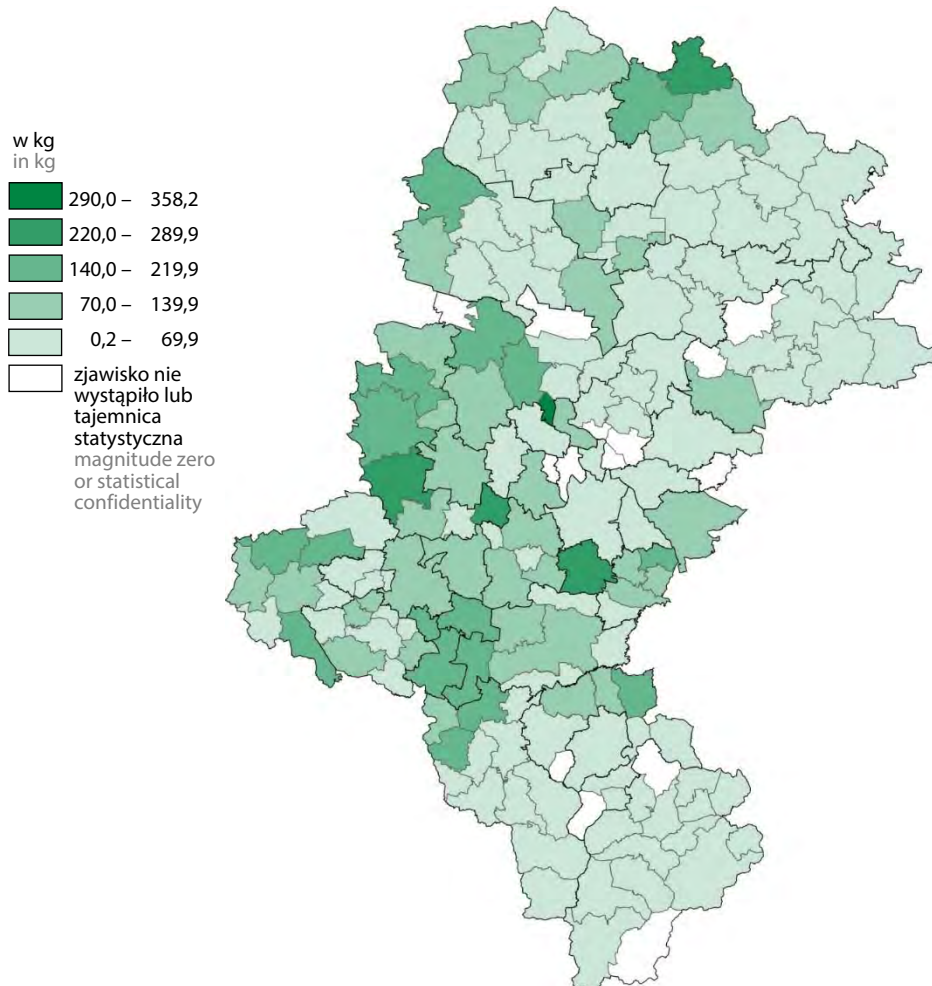 w kg
in kg
290,0 – 358,2
220,0 – 289,9
140,0 – 219,9
70,0 – 139,9
0,2 – 69,9
zjawisko nie
wystąpiło lub
tajemnica
statystyczna
magnitude zero
or statistical
confidentiality